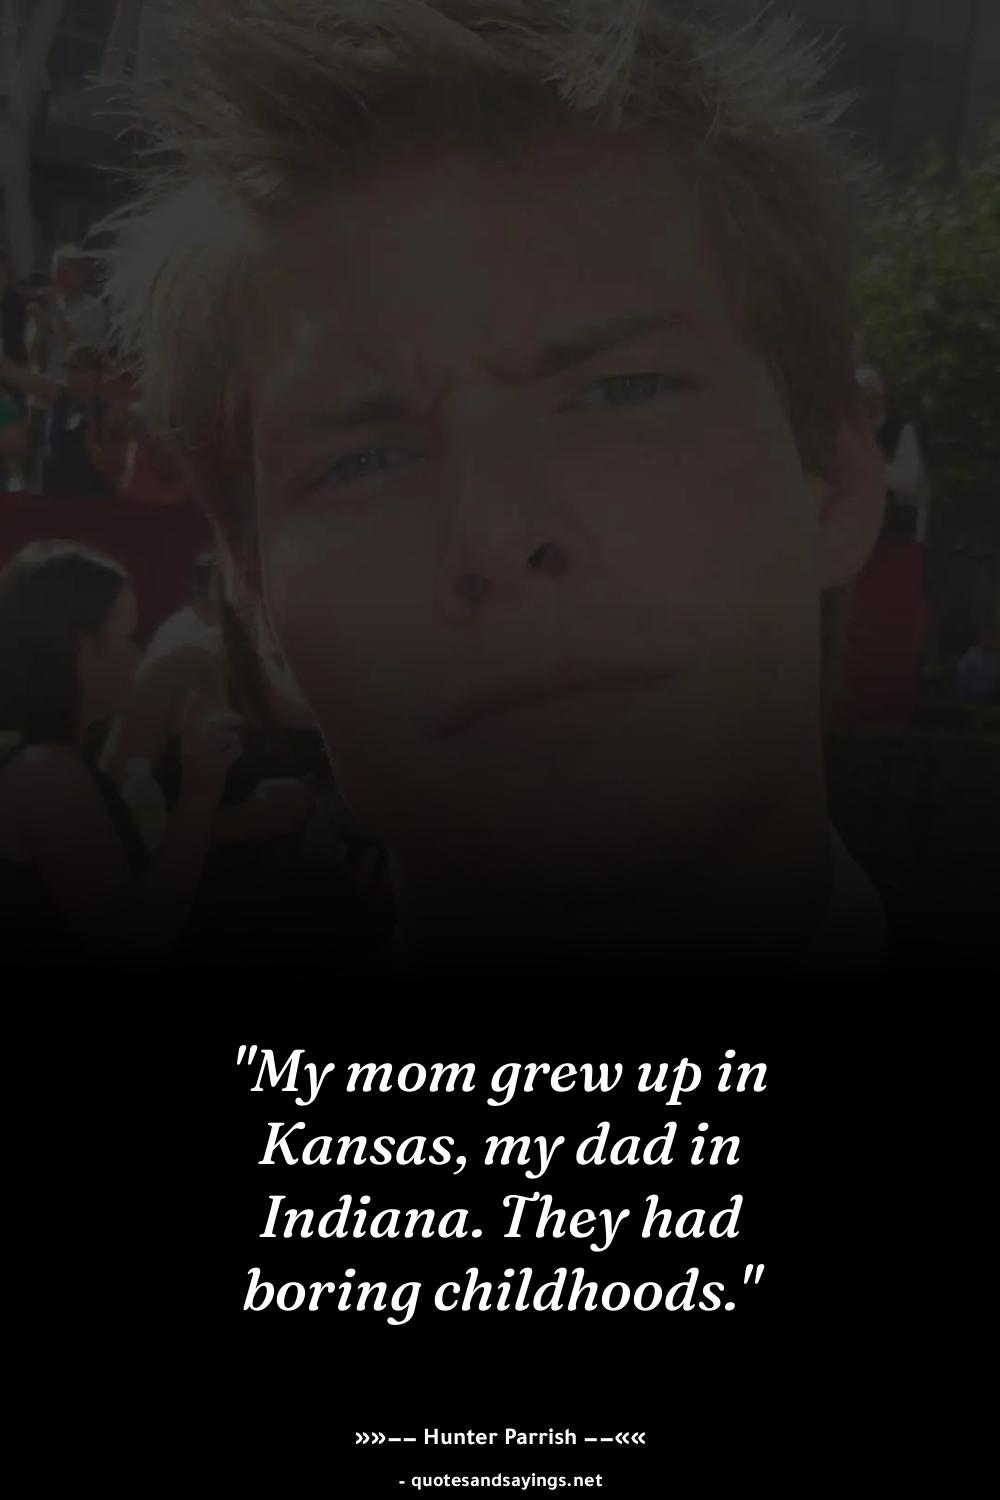 "My mom grew up in
Kansas, my dad in
Indiana. They had
boring childhoods."
»»–– Hunter Parrish ––««
- quotesandsayings.net